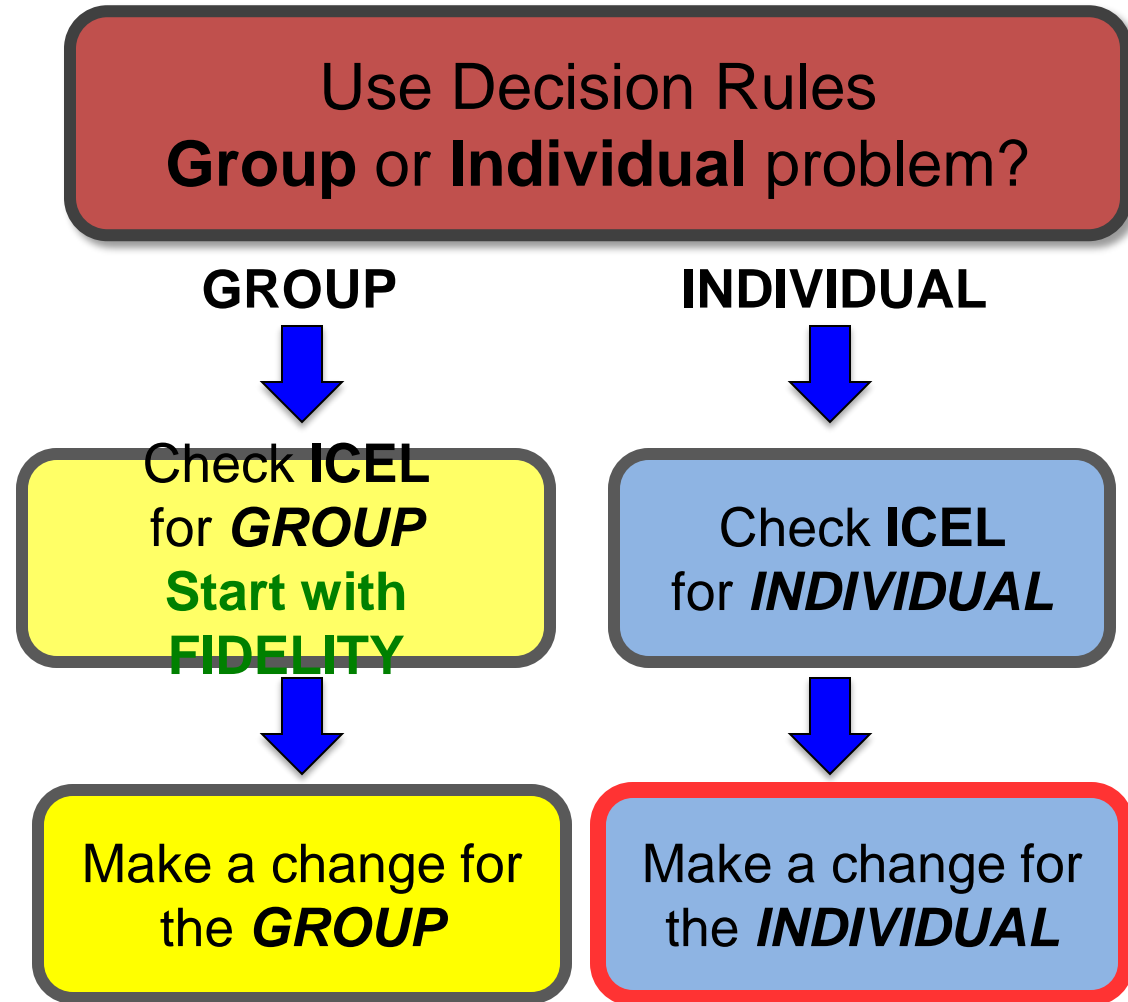 Use Decision Rules
Group or Individual problem?
GROUP
INDIVIDUAL
Check ICEL
for GROUP
Start with
FIDELITY
Check ICEL
for INDIVIDUAL
Make a change for
the GROUP
Make a change for
the INDIVIDUAL